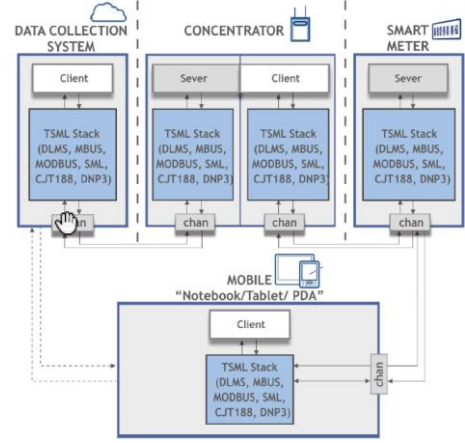 DATA COLLECTION
SYSTEM
CONCENTRATOR
SMART
METER
Client
Sever
Client
Sever
TSML Stack
(DLMS, MBUS,
MODBUS, SML,
CJT188, DNP3)
TSML Stack
(DLMS, MBUS,
MODBUS, SML,
CJT188, DNP3)
TSML Stack
(DLMS, MBUS,
MODBUS, SML,
CJT188, DNP3)
TSML Stack
(DLMS, MBUS,
MODBUS, SML,
CJT188, DNP3)
chan
chan
chan
chan
MOBILE
“Notebook/Tablet/ PDA”
Client
TSML Stack
(DLMS, MBUS,
MODBUS, SML,
CJT188, DNP3)
chan